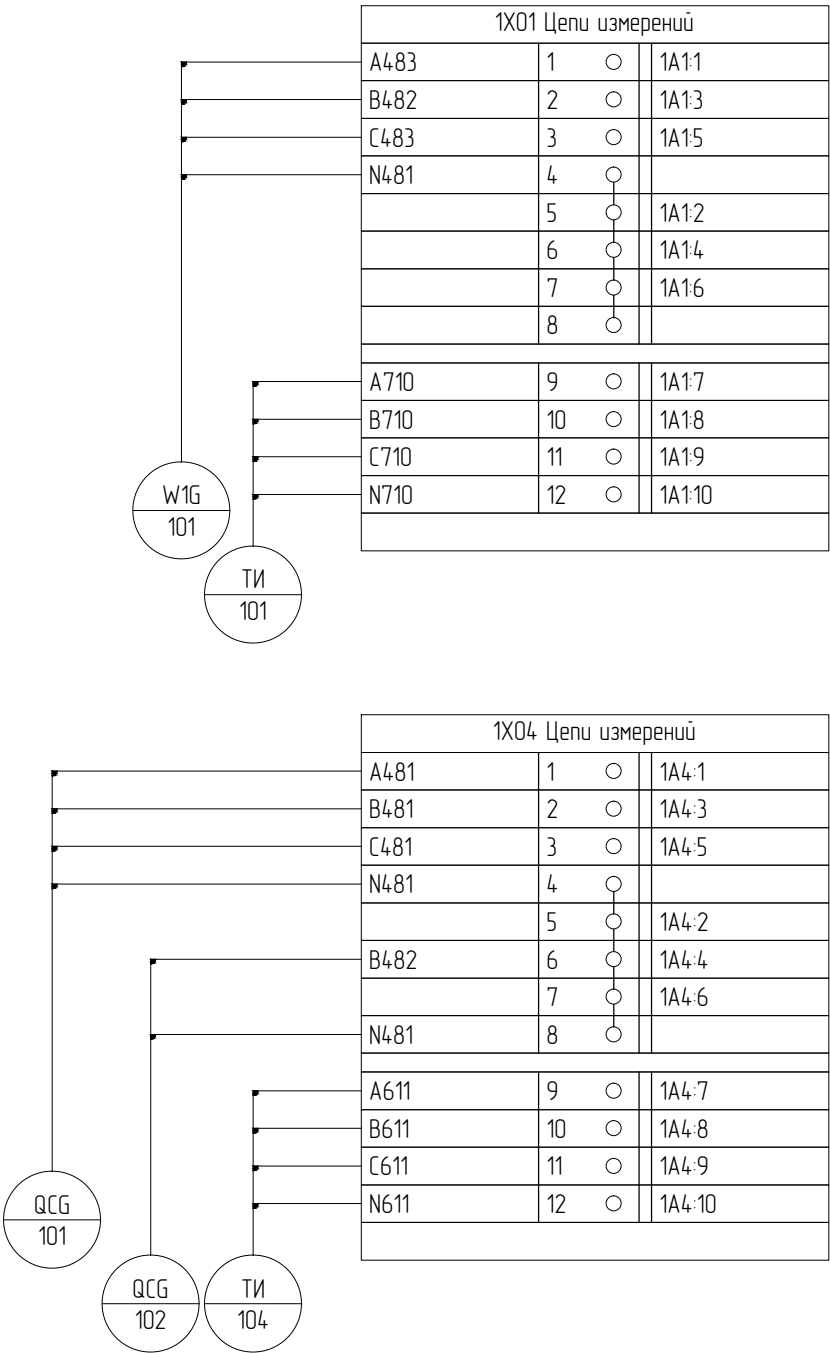 1X01 Цепи измерений
A483 1 1A1:1
B482 2 1A1:3
C483 3 1A1:5
N481 4
5 1A1:2
6 1A1:4
7 1A1:6
8
A710 9 1A1:7
B710 10 1A1:8
C710 11 1A1:9
N710 12 1A1:10
W1G
101
ТИ
101
1X04 Цепи измерений
A481 1 1A4:1
B481 2 1A4:3
C481 3 1A4:5
N481 4
5 1A4:2
B482 6 1A4:4
7 1A4:6
N481 8
A611 9 1A4:7
B611 10 1A4:8
C611 11 1A4:9
N611 12 1A4:10
QCG
101
QCG
102
ТИ
104